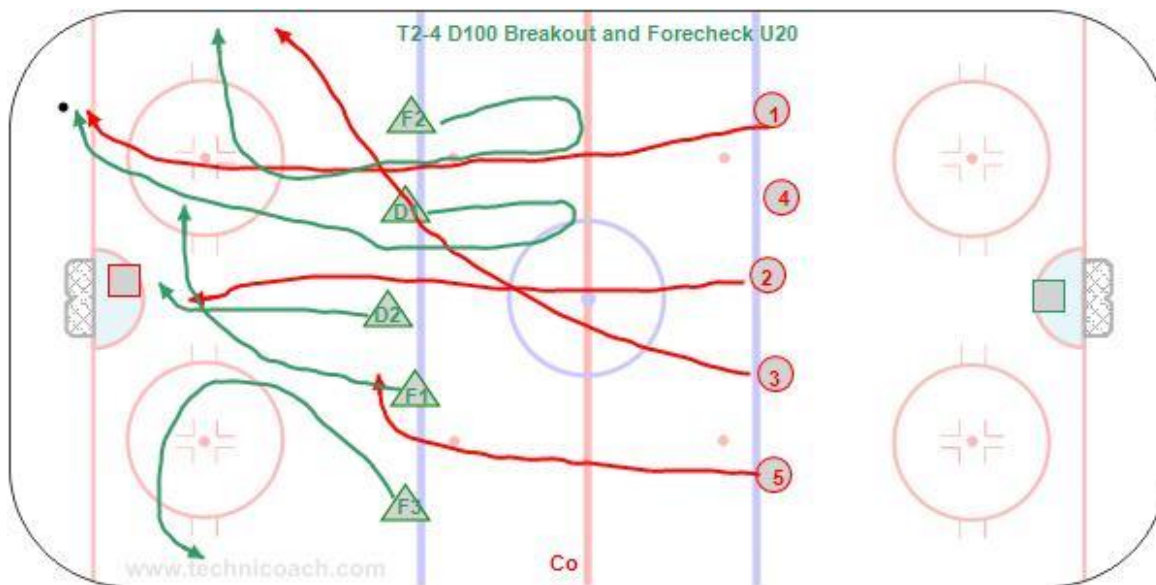 T2-4 D100 Breakout and Forecheck U20
F2
1
D1
4
2
D2
3
F1
5
F3
Co
www.technicoach.com